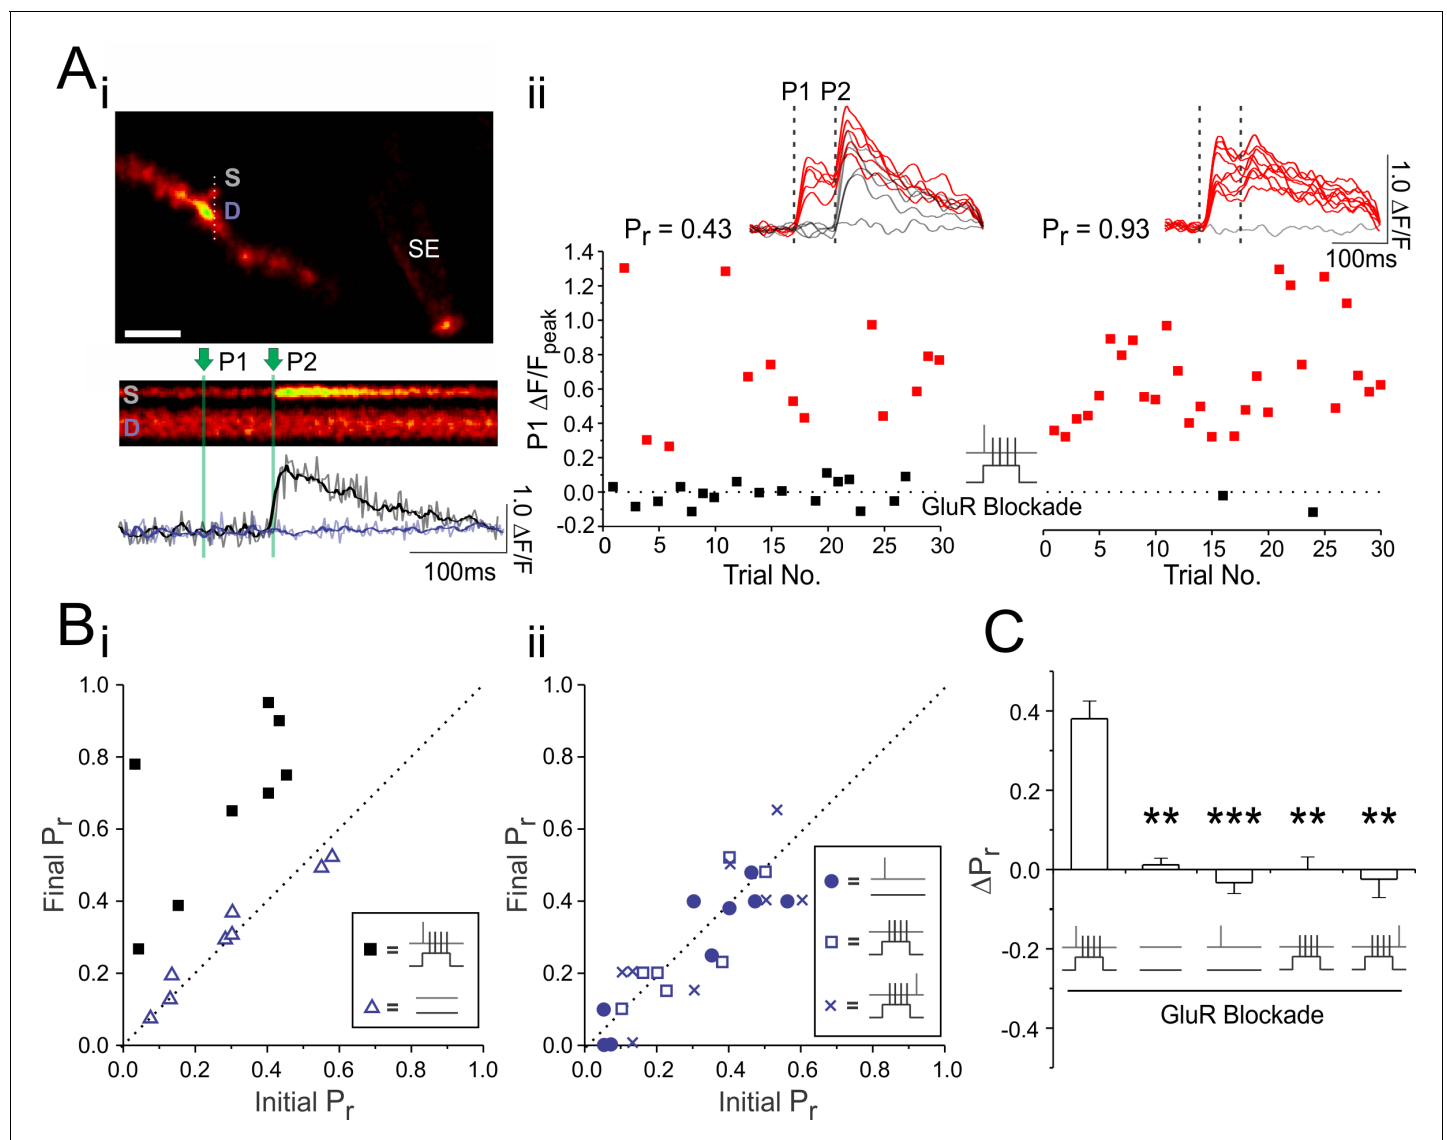 A
i
S
D
SE
P1 P2
S
D
1.0 ΔF/F
100ms
ii
P1 P2
Pr = 0.43
Pr = 0.93
1.0 ΔF/F
100ms
P1 ΔF/Fpeak
1.4
1.2
1.0
0.8
0.6
0.4
0.2
0.0
-0.2
0 5 10 15 20 25 30
Trial No.
GluR Blockade
0 5 10 15 20 25 30
Trial No.
B
i
Final Pr
1.0
0.8
0.6
0.4
0.2
0.0
0.0 0.2 0.4 0.6 0.8 1.0
Initial Pr
=
=
ii
Final Pr
1.0
0.8
0.6
0.4
0.2
0.0
0.0 0.2 0.4 0.6 0.8 1.0
Initial Pr
=
=
=
C
ΔPr
0.4
0.2
0.0
-0.2
-0.4
** *** ** **
GluR Blockade